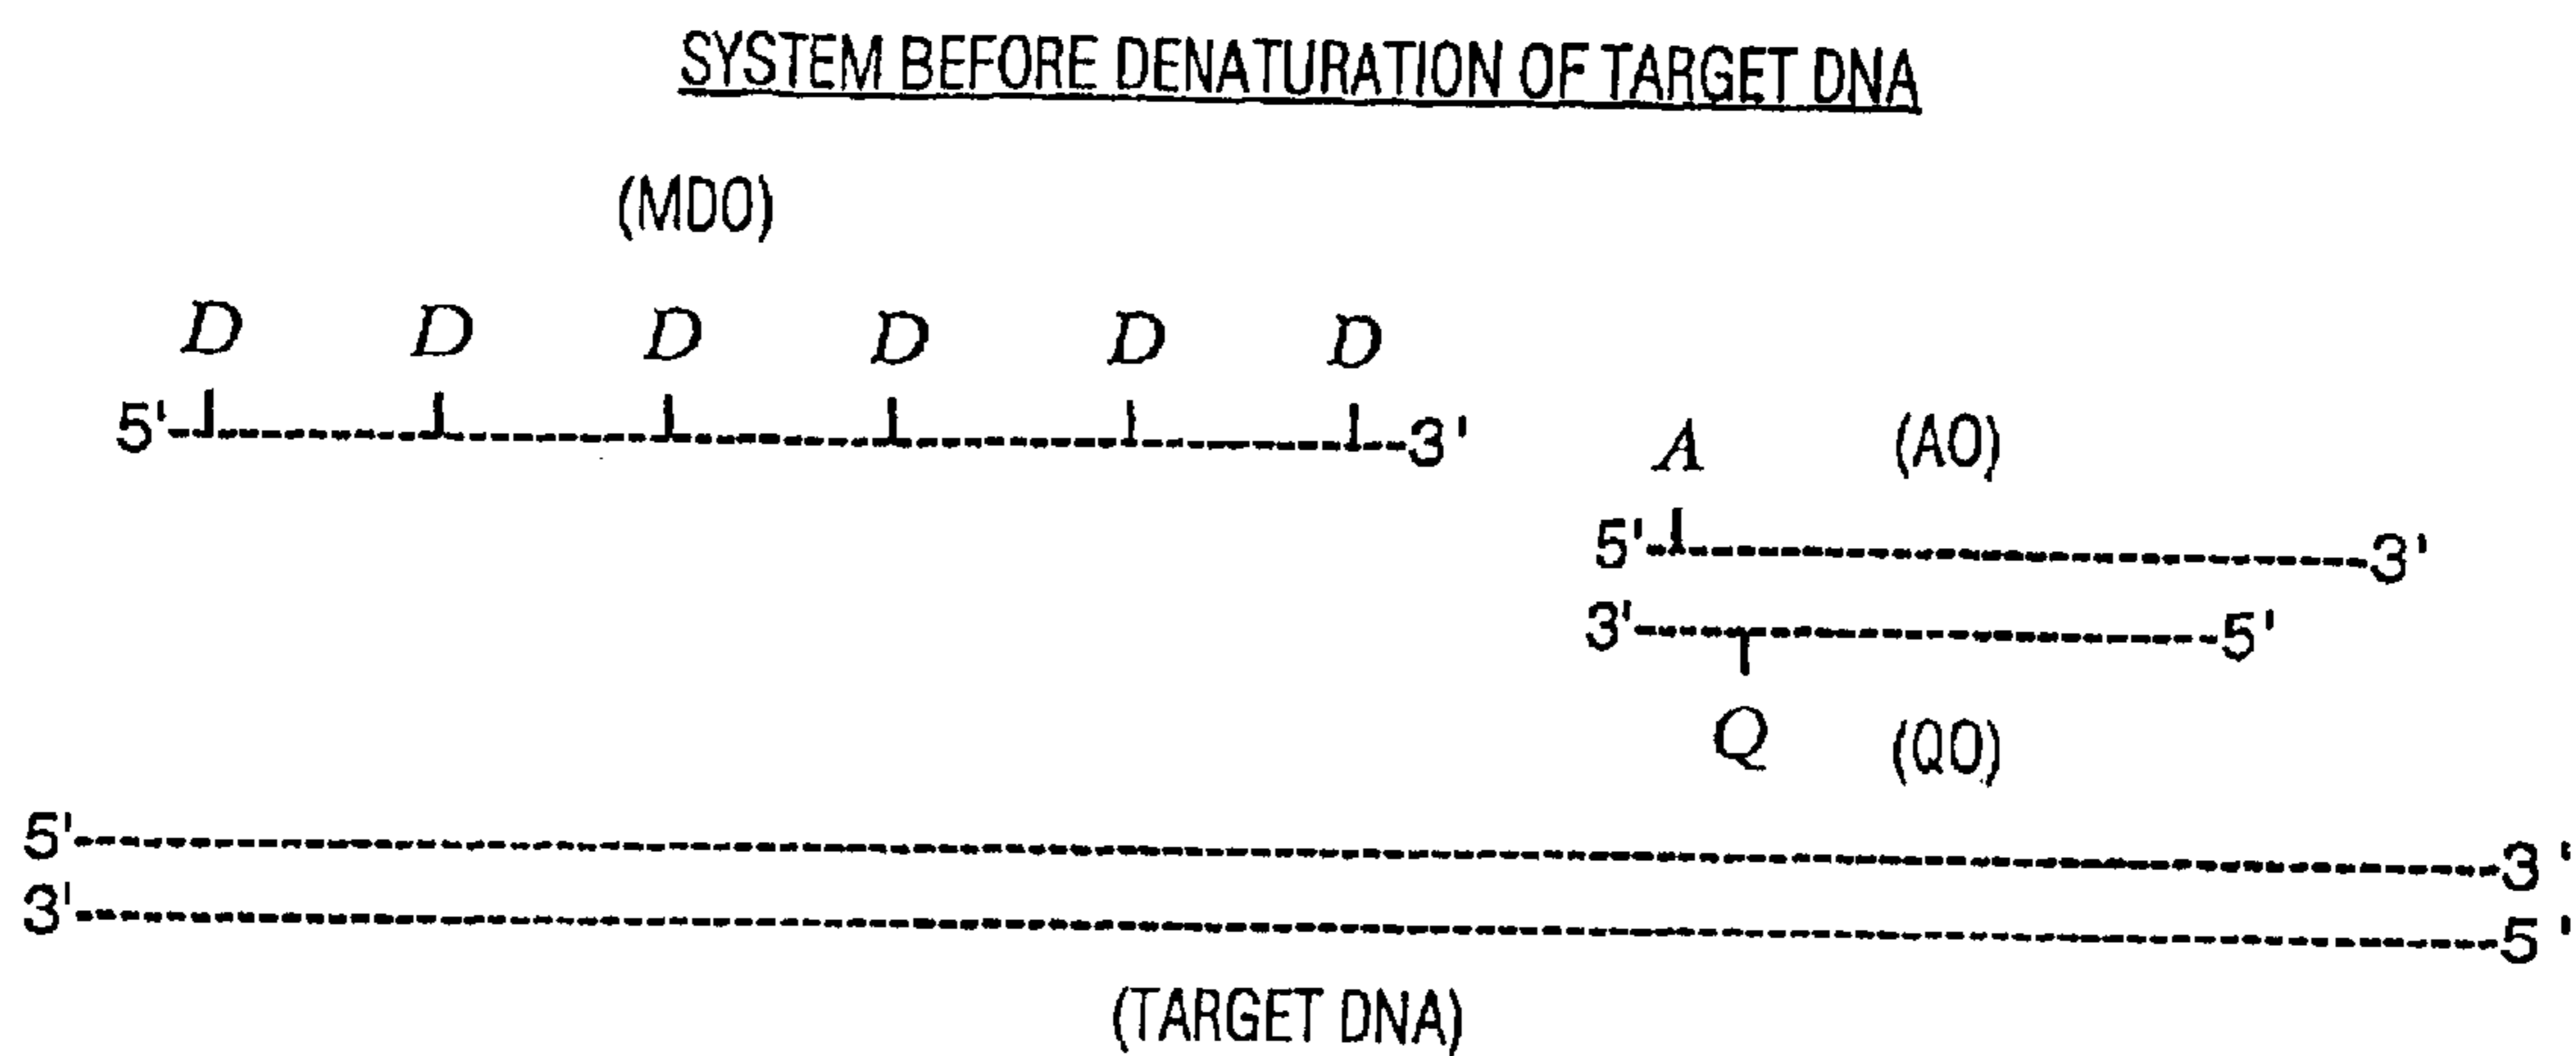 SYSTEM BEFORE DENATURATION OF TARGET DNA
(MDO)
D D D D D D
5' 3'
A (AO)
5' 3'
3' 5'
Q (QO)
5' 3'
3' 5'
(TARGET DNA)